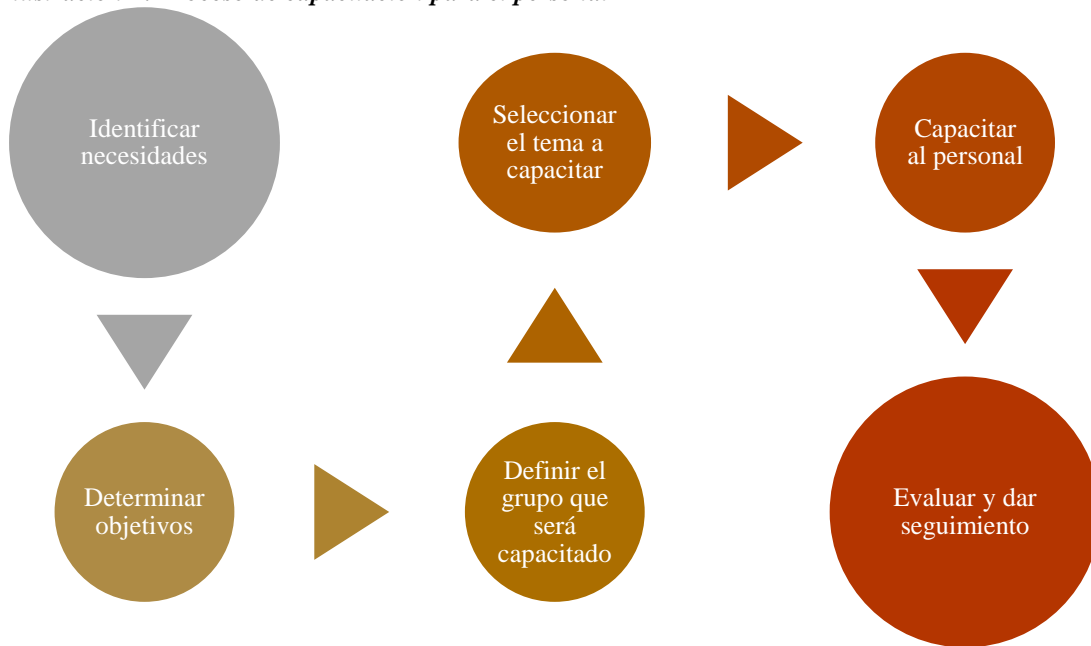 Identificar
necesidades
Determinar
objetivos
Definir el
grupo que
será
capacitado
Seleccionar
el tema a
capacitar
Capacitar
al personal
Evaluar y dar
seguimiento